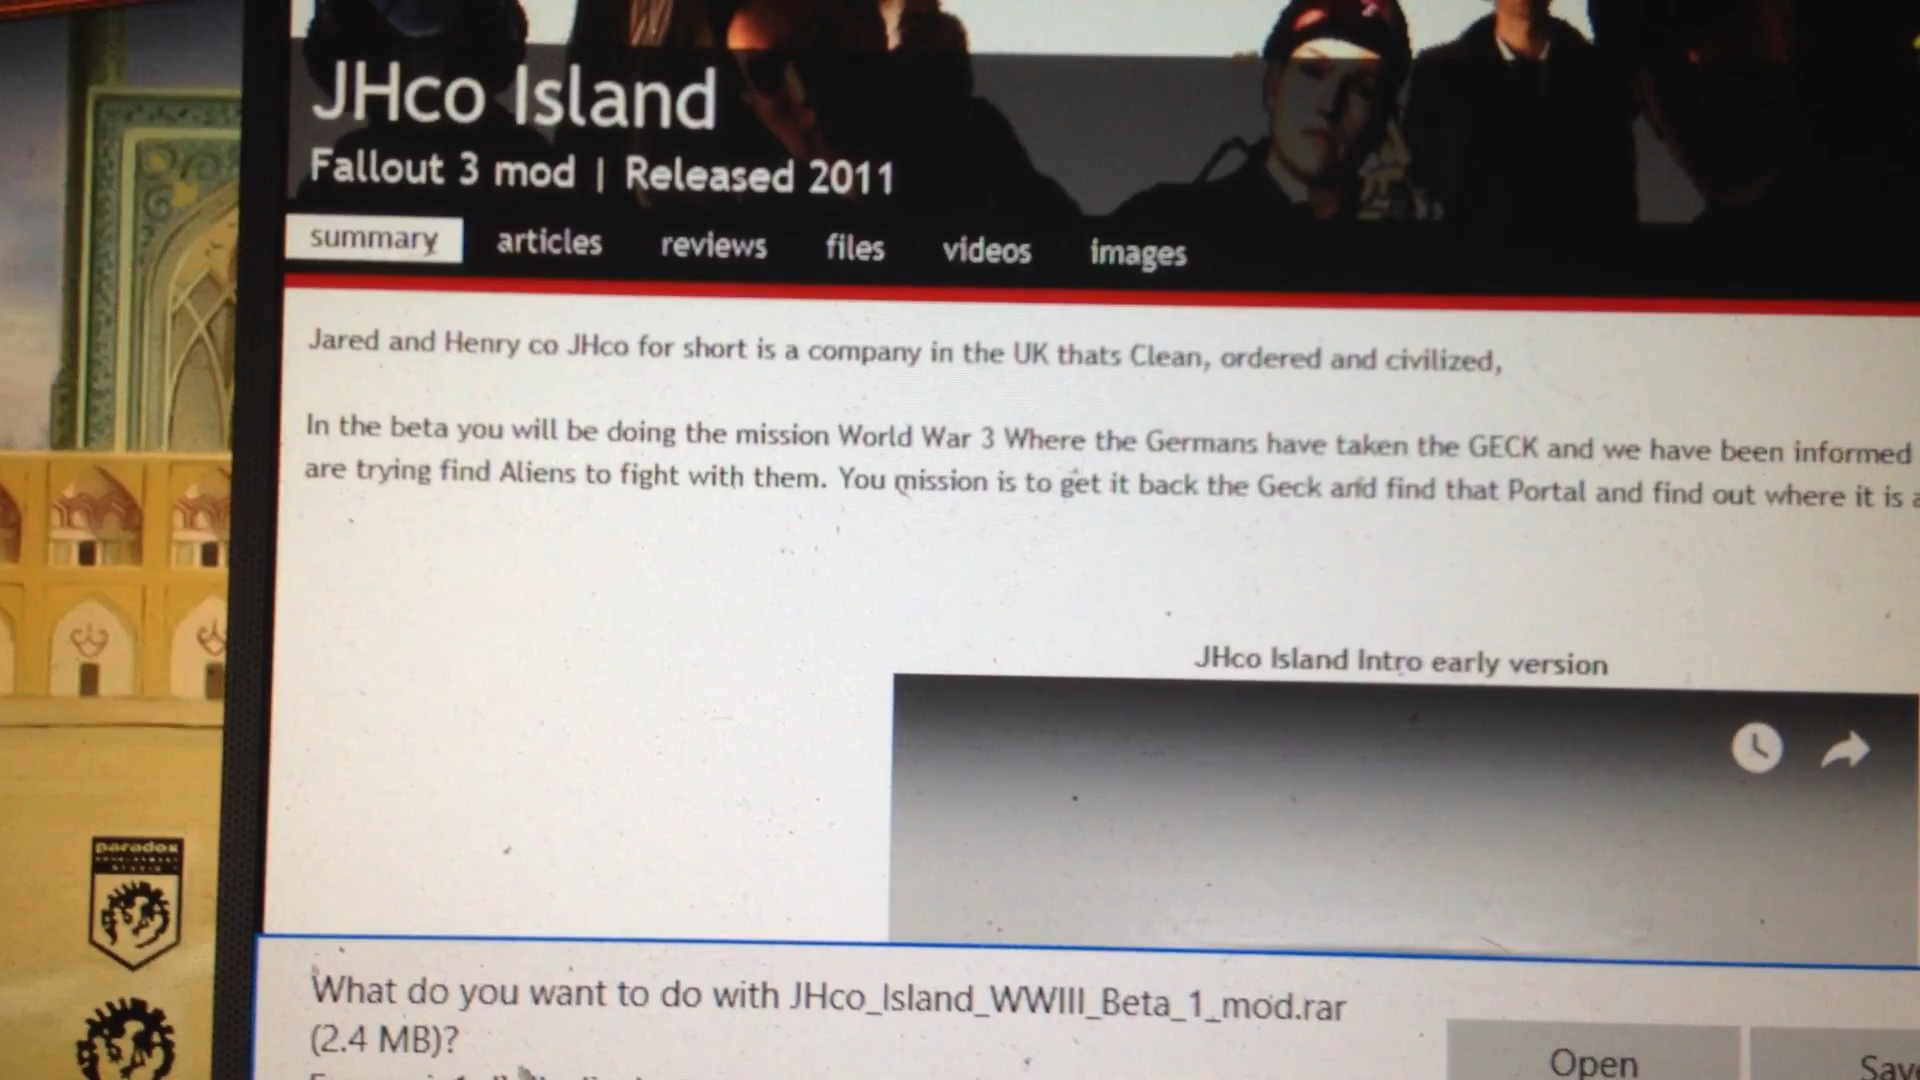 JHco Island
Fallout 3 mod | Released 2011
summary articles reviews files videos images
Jared and Henry co JHco for short is a company in the UK thats Clean, ordered and civilized,
In the beta you will be doing the mission World War 3 Where the Germans have taken the GECK and we have been informed
are trying find Aliens to fight with them. You mission is to get it back the Geck and find that Portal and find out where it is
JHco Island Intro early version
paradox
What do you want to do with JHco_Island_WWIII_Beta_1_mod.rar
(2.4 MB)?
Open